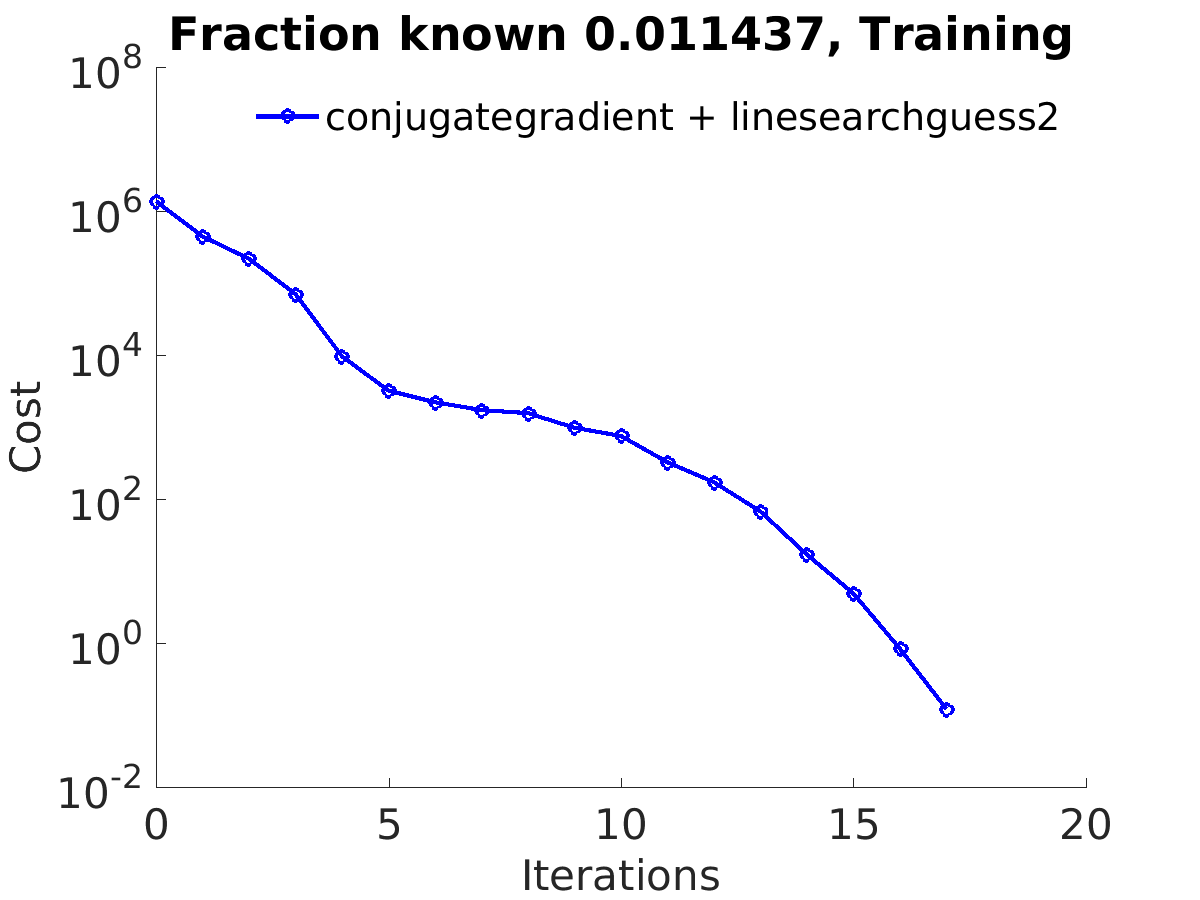 Fraction known 0.011437, Training
conjugategradient + linesearchguess2
10^8
10^6
10^4
10^2
10^0
10^-2
Cost
0 5 10 15 20
Iterations